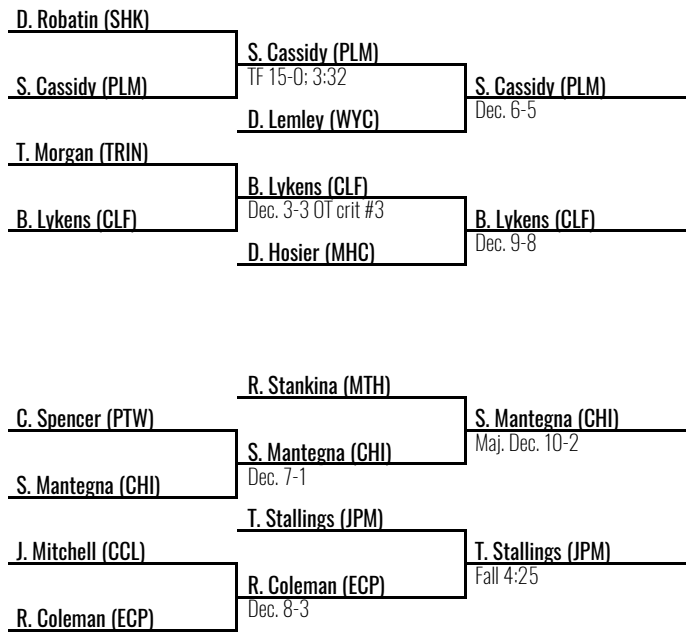 D. Robatin (SHK)
S. Cassidy (PLM)
TF 15-0; 3:32
S. Cassidy (PLM)
S. Cassidy (PLM)
Dec. 6-5
D. Lemley (WYC)
T. Morgan (TRIN)
B. Lykens (CLF)
Dec. 3-3 OT crit #3
B. Lykens (CLF)
B. Lykens (CLF)
Dec. 9-8
D. Hosier (MHC)
R. Stankina (MTH)
C. Spencer (PTW)
S. Mantegna (CHI)
Maj. Dec. 10-2
S. Mantegna (CHI)
Dec. 7-1
S. Mantegna (CHI)
T. Stallings (JPM)
J. Mitchell (CCL)
T. Stallings (JPM)
Fall 4:25
R. Coleman (ECP)
Dec. 8-3
R. Coleman (ECP)